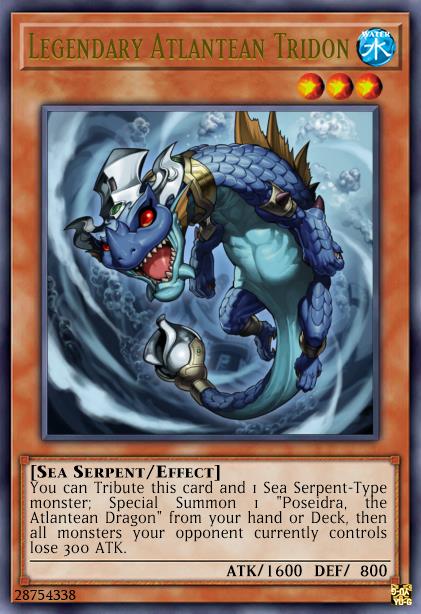 Legendary Atlantean Tridon
WATER
水
[Sea Serpent/Effect]
You can Tribute this card and 1 Sea Serpent-Type
monster; Special Summon 1 "Poseidra, the
Atlantean Dragon" from your hand or Deck, then
all monsters your opponent currently controls
lose 300 ATK.
ATK/1600 DEF/ 800
28754338